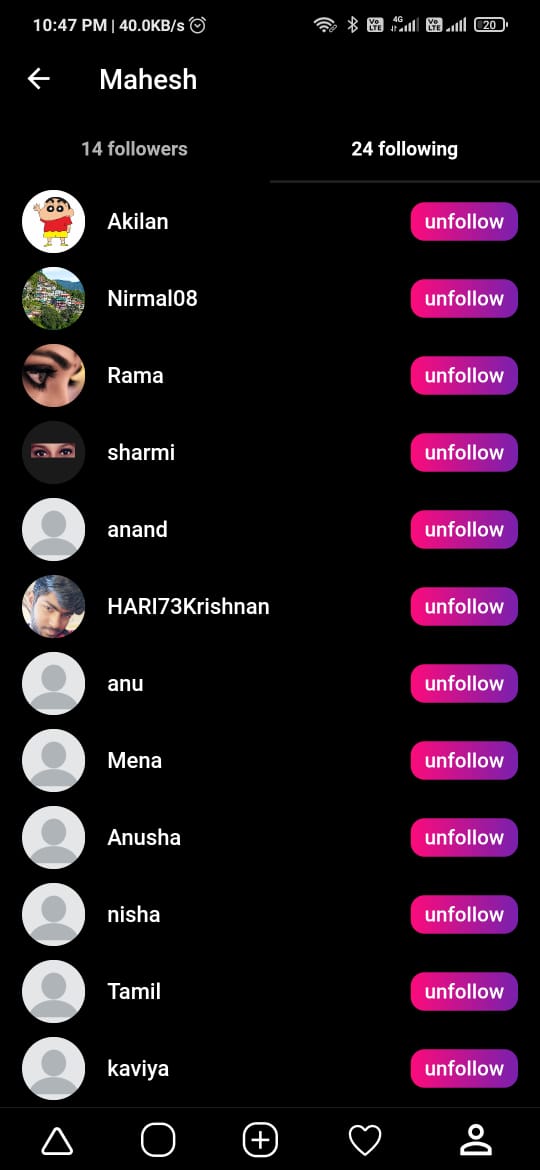 10:47 PM | 40.0KB/s
Vo LTE 4G Vo LTE 20
Mahesh
14 followers 24 following
Akilan unfollow
Nirmal08 unfollow
Rama unfollow
sharmi unfollow
anand unfollow
HARI73Krishnan unfollow
anu unfollow
Mena unfollow
Anusha unfollow
nisha unfollow
Tamil unfollow
kaviya unfollow